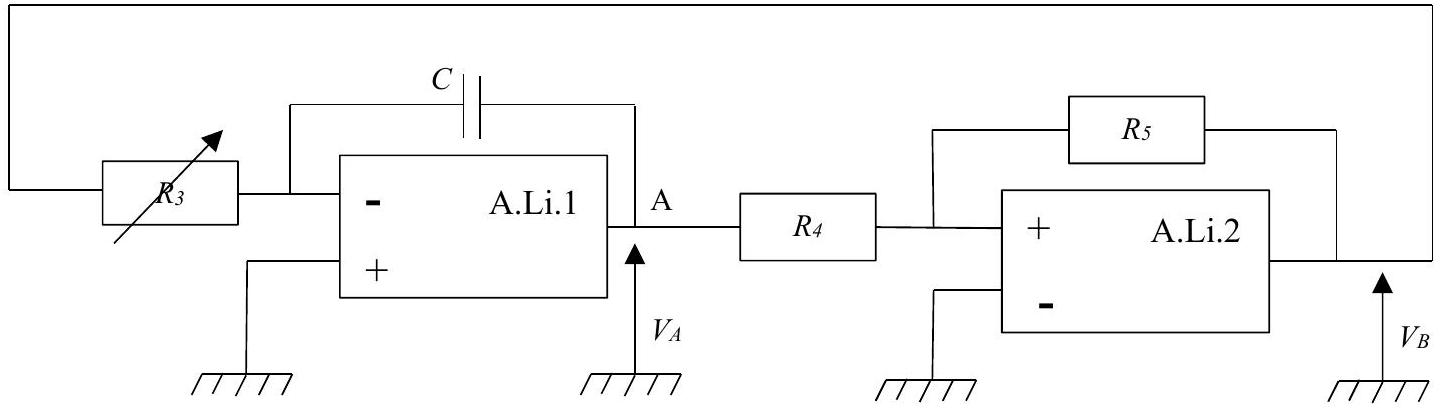 C
R3
-
A.Li.1
+
A
VA
R4
R5
+
A.Li.2
-
VB